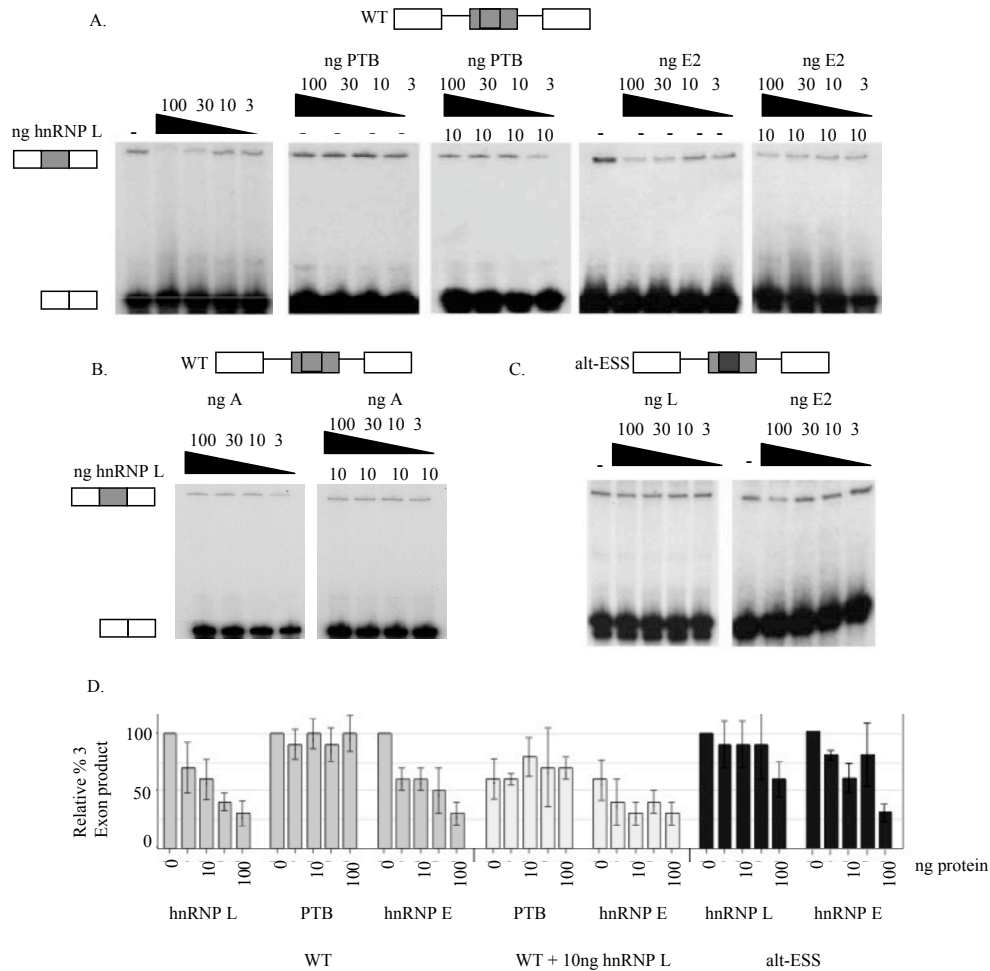 A.
WT
ng PTB
ng PTB
ng E2
ng E2
100 30 10 3
100 30 10 3
100 30 10 3
100 30 10 3
100 30 10 3
ng hnRNP L
-
- - - -
10 10 10 10
- - - - -
10 10 10 10
B.
WT
C.
alt-ESS
ng A
ng A
ng L
ng E2
100 30 10 3
100 30 10 3
100 30 10 3
100 30 10 3
ng hnRNP L
10 10 10 10
-
-
D.
Relative % 3
Exon product
100
50
0
0 10 100
0 10 100
0 10 100
0 10 100
0 10 100
0 10 100
0 10 100
ng protein
hnRNP L
PTB
hnRNP E
PTB
hnRNP E
hnRNP L
hnRNP E
WT
WT + 10ng hnRNP L
alt-ESS